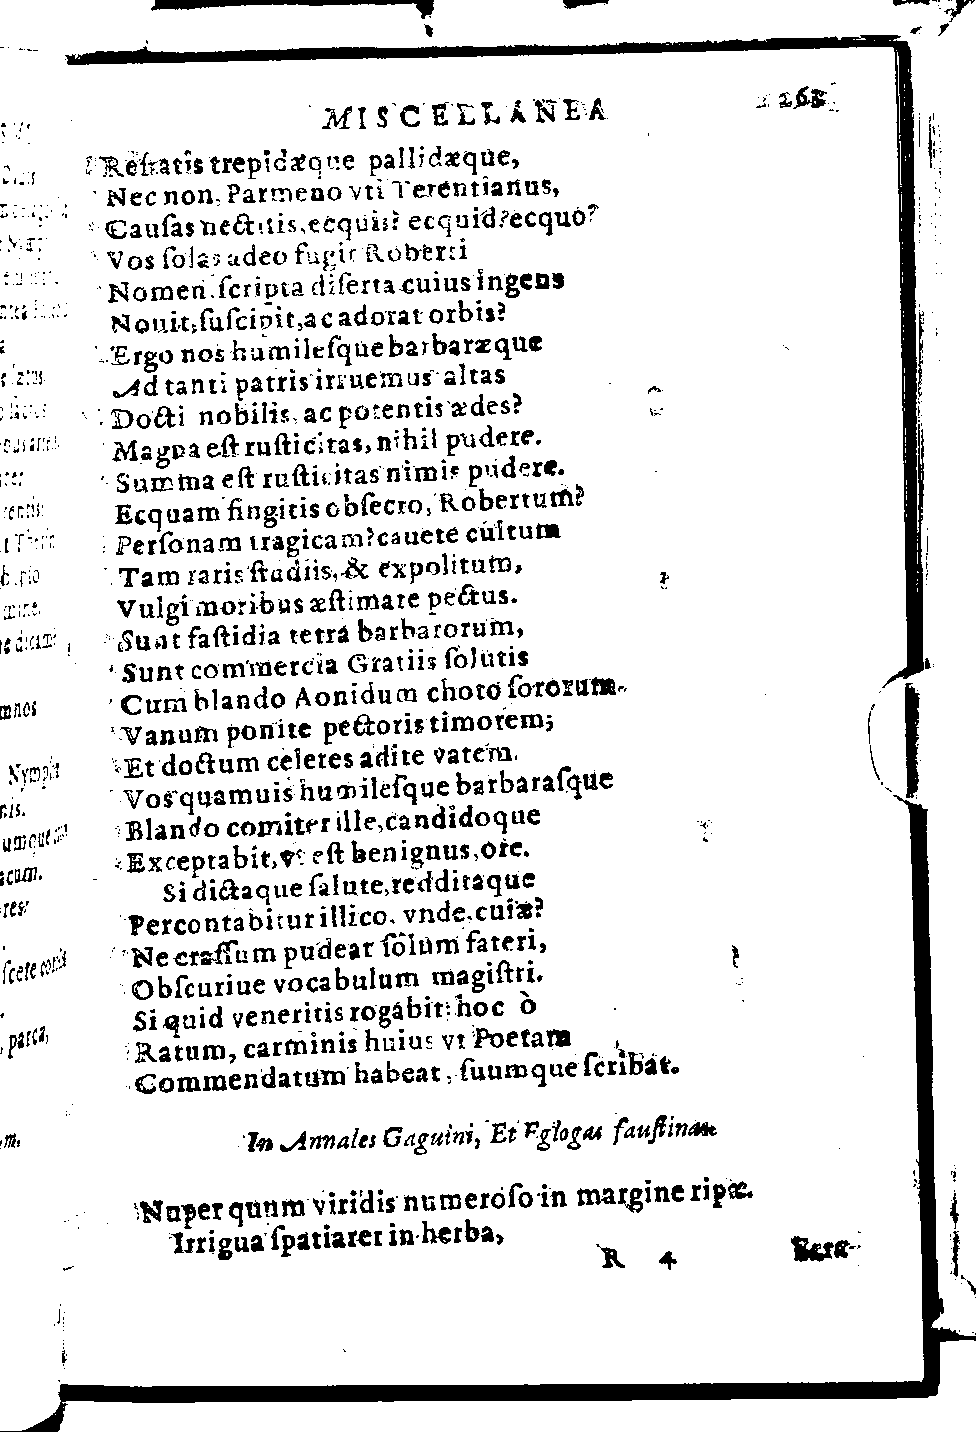 MISCELLANEA 263
Restatis trepidæque pallidæque,
Nec non, Parmeno vti Terentianus,
Cauſas nectitis, ecquis? ecquid? ecquo?
Vos ſolas adeo fugit Roberti
Nomen, ſcripta diſerta cuius ingens
Nouit, ſuſcipit, ac adorat orbis?
Ergo nos humileſque barbaræque
Ad tanti patris irruemus altas
Docti nobilis, ac potentis ædes?
Magna eſt ruſticitas, nihil pudere.
Summa eſt ruſticitas nimis pudere.
Ecquam fingitis obſecro, Robertum?
Perſonam tragicam? cauete cultum
Tam raris ſtudiis, & expolitum,
Vulgi moribus æſtimare pectus.
Sunt faſtidia tetra barbarorum,
Sunt commercia Gratiis ſolutis
Cum blando Aonidum choro ſororum.
Vanum ponite pectoris timorem;
Et doctum celeres adite vatem.
Vos quamuis humileſque barbaraſque
Blando comiter ille, candidoque
Exceptabit, vt eſt benignus, ore.
Si dictaque ſalute, redditaque
Percontabitur illico, vnde, cuiæ?
Ne craſſum pudeat ſolum fateri,
Obſcuriue vocabulum magiſtri.
Si quid veneritis rogabit: hoc ò
Ratum, carminis huius vt Poetam
Commendatum habeat, ſuumque ſcribat.
In Annales Gaguini, Et Eglogas fauſtinas
Nuper quum viridis numeroſo in margine ripæ.
Irrigua ſpatiarer in herba,
R 4